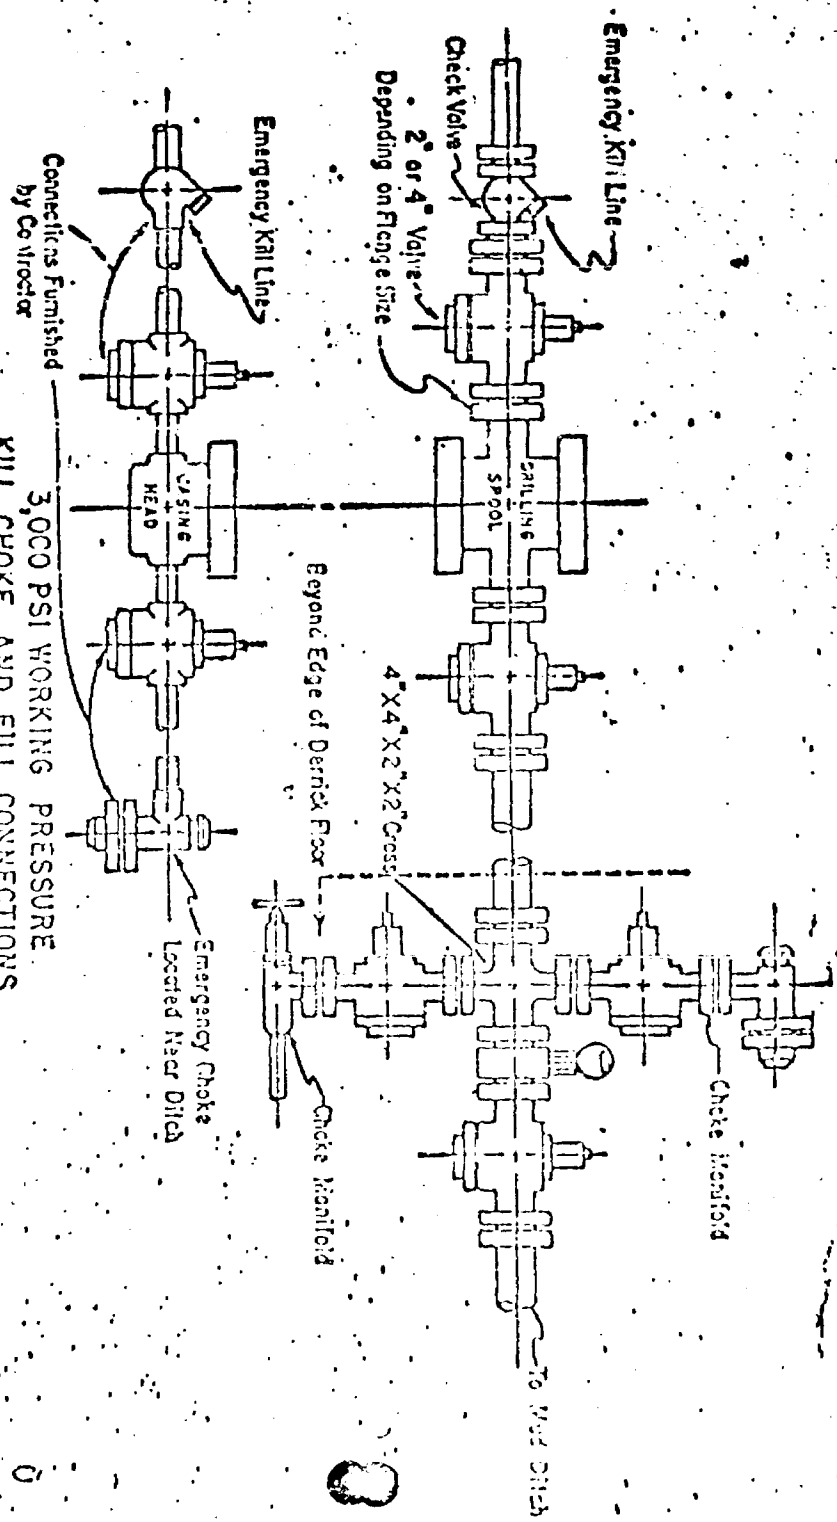 Emergency Kill Line
Check Valve
2" or 4" Valve
Depending on Flange Size
DRILLING
SPOOL
4"X4"X2"X2" Cross
Beyond Edge of Derrick Floor
Choke Manifold
Choke Manifold
To Mud Ditch
Emergency Kill Line
Connections Furnished
by Contractor
CASING
HEAD
Emergency Choke
Located Near Ditch
3,000 PSI WORKING PRESSURE
KILL CHOKE AND FILL CONNECTIONS